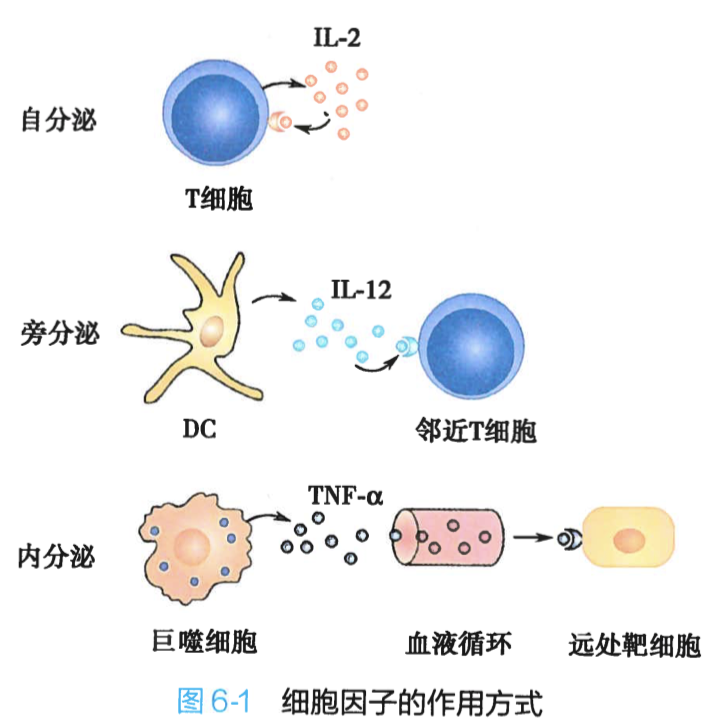 IL-2
自分泌
T细胞
IL-12
旁分泌
DC
邻近T细胞
TNF-α
内分泌
巨噬细胞
血液循环
远处靶细胞
图 6-1 细胞因子的作用方式